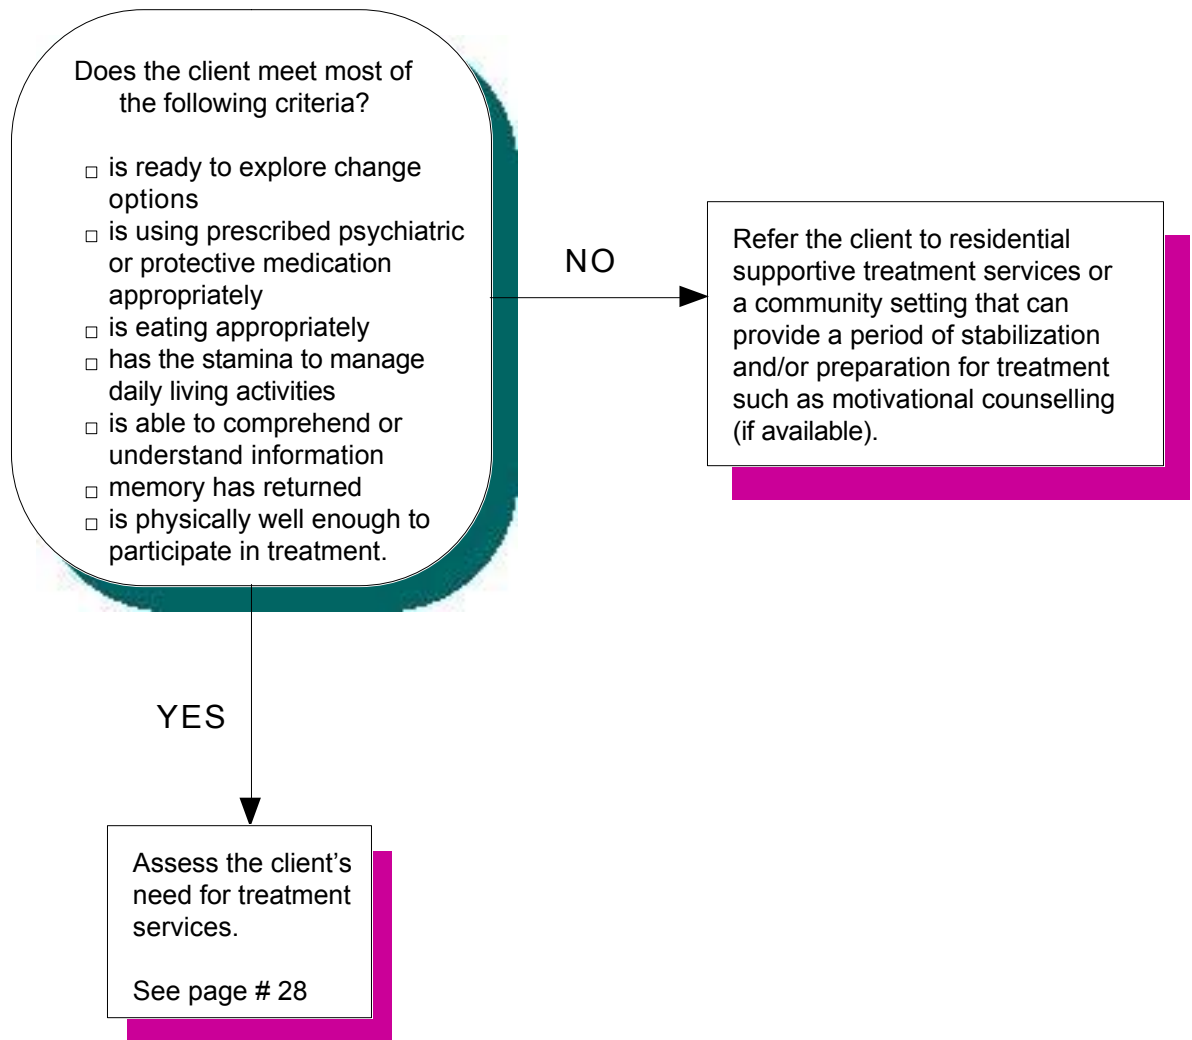 Does the client meet most of
the following criteria?
□ is ready to explore change
options
□ is using prescribed psychiatric
or protective medication
appropriately
□ is eating appropriately
□ has the stamina to manage
daily living activities
□ is able to comprehend or
understand information
□ memory has returned
□ is physically well enough to
participate in treatment.
NO
Refer the client to residential
supportive treatment services or
a community setting that can
provide a period of stabilization
and/or preparation for treatment
such as motivational counselling
(if available).
YES
Assess the client’s
need for treatment
services.
See page # 28